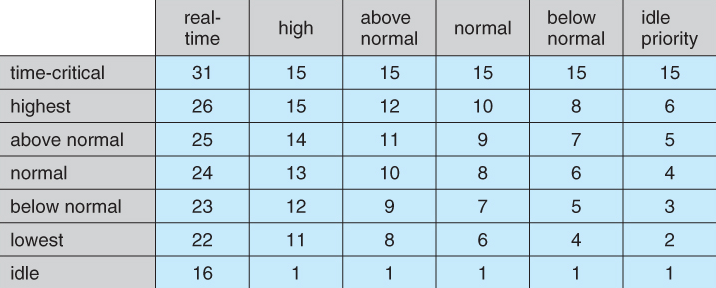 real-time high above normal normal below normal idle priority
time-critical 31 15 15 15 15 15
highest 26 15 12 10 8 6
above normal 25 14 11 9 7 5
normal 24 13 10 8 6 4
below normal 23 12 9 7 5 3
lowest 22 11 8 6 4 2
idle 16 1 1 1 1 1